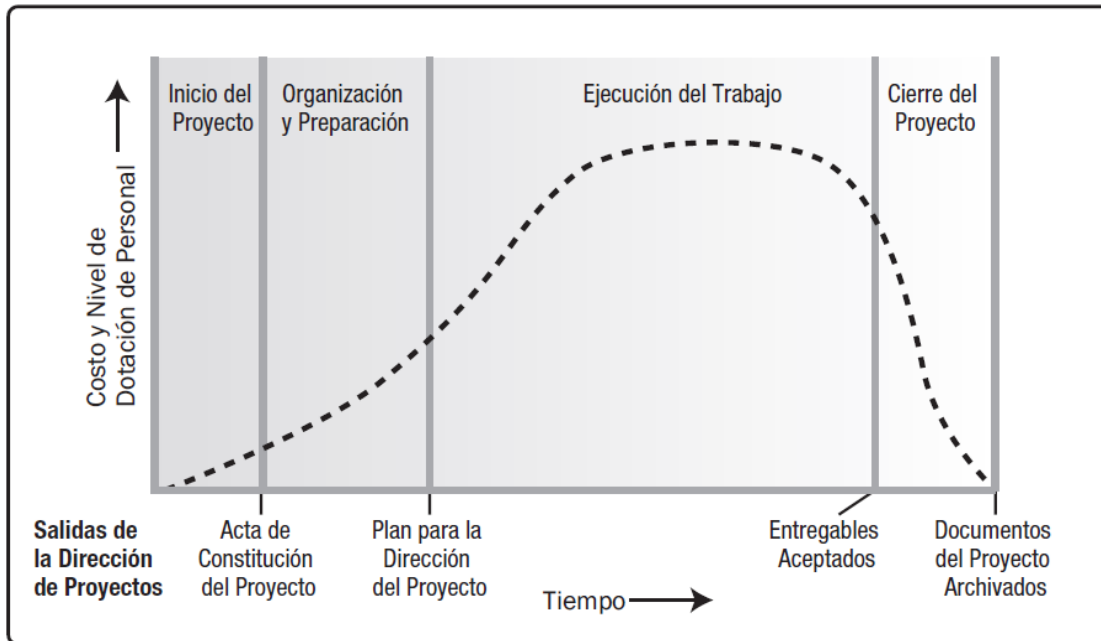 Inicio del
Proyecto
Organización
y Preparación
Ejecución del Trabajo
Cierre del
Proyecto
Costo y Nivel de
Dotación de Personal
Salidas de
la Dirección
de Proyectos
Acta de
Constitución
del Proyecto
Plan para la
Dirección
del Proyecto
Entregables
Aceptados
Documentos
del Proyecto
Archivados
Tiempo